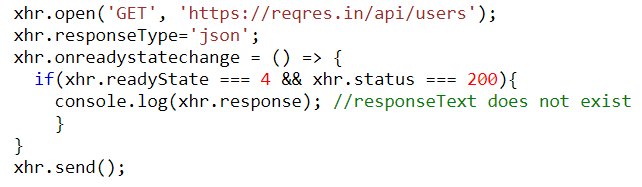 xhr.open('GET', 'https://reqres.in/api/users');
xhr.responseType='json';
xhr.onreadystatechange = () => {
  if(xhr.readyState === 4 && xhr.status === 200){
    console.log(xhr.response); //responseText does not exist
    }
}
xhr.send();